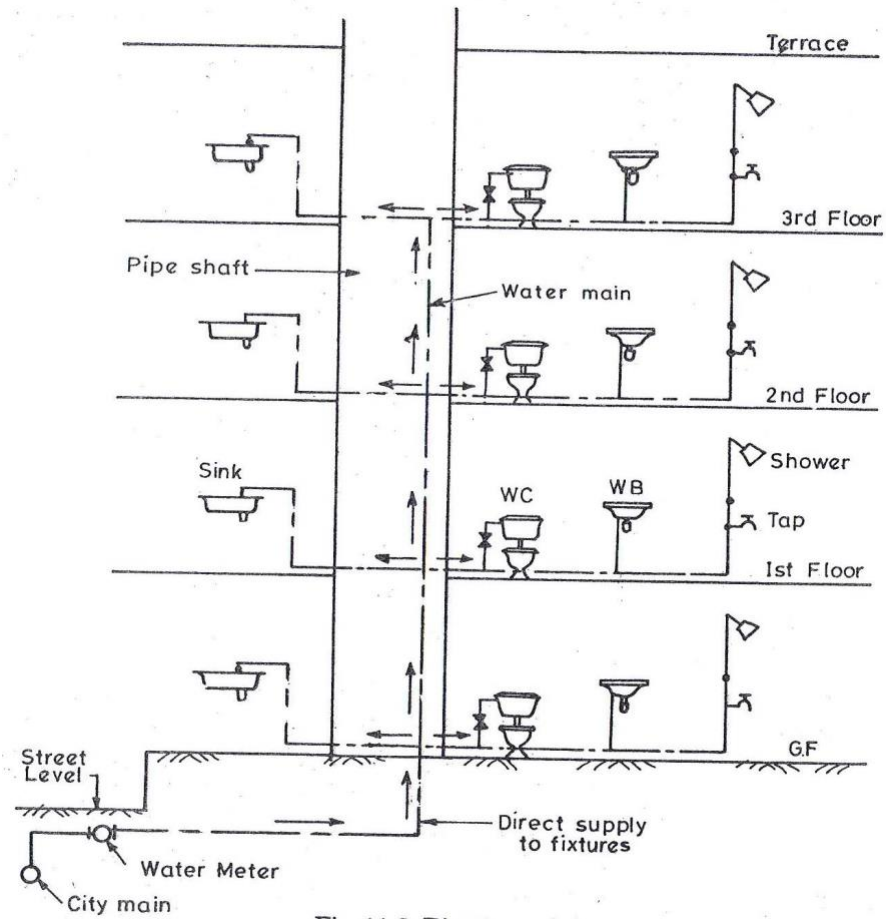 Terrace
3rd Floor
Pipe shaft
Water main
2nd Floor
Sink
WC
WB
Shower
Tap
1st Floor
G.F
Street
Level
Direct supply
to fixtures
Water Meter
City main